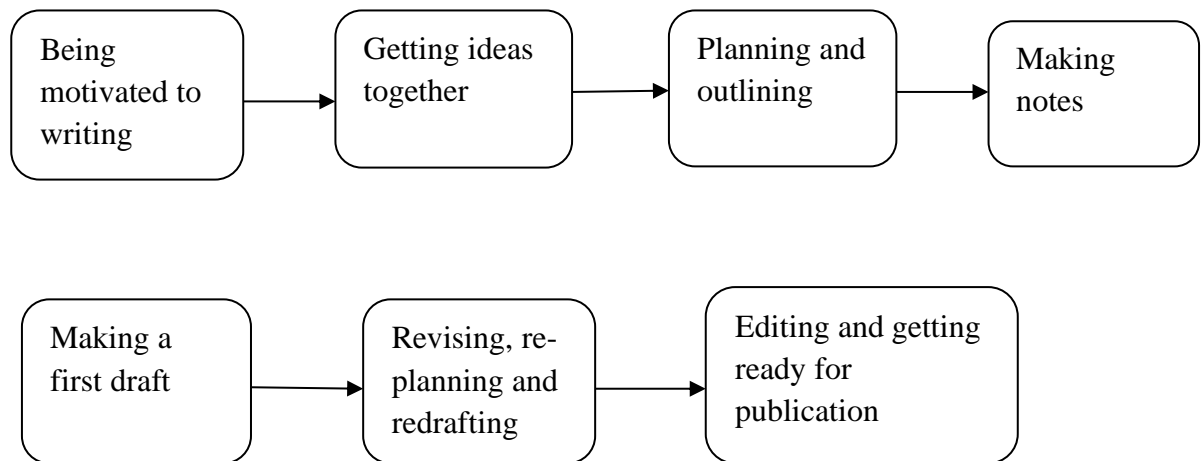 Being
motivated to
writing
Getting ideas
together
Planning and
outlining
Making
notes
Making a
first draft
Revising, re-
planning and
redrafting
Editing and getting
ready for
publication